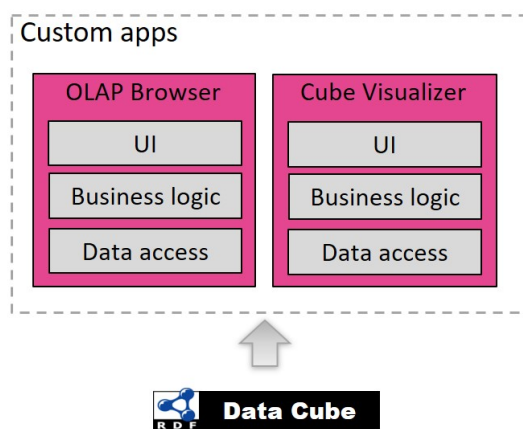 Custom apps
OLAP Browser
UI
Business logic
Data access
Cube Visualizer
UI
Business logic
Data access
RDF Data Cube